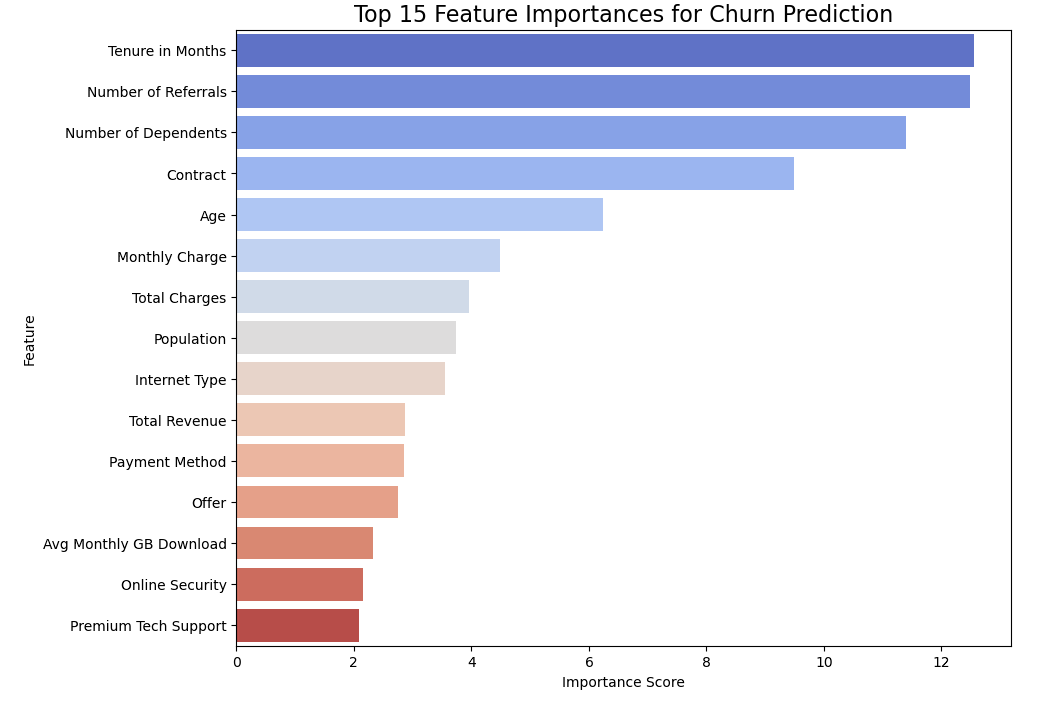 Top 15 Feature Importances for Churn Prediction
Tenure in Months
Number of Referrals
Number of Dependents
Contract
Age
Monthly Charge
Total Charges
Population
Internet Type
Total Revenue
Payment Method
Offer
Avg Monthly GB Download
Online Security
Premium Tech Support
Feature
0 2 4 6 8 10 12
Importance Score